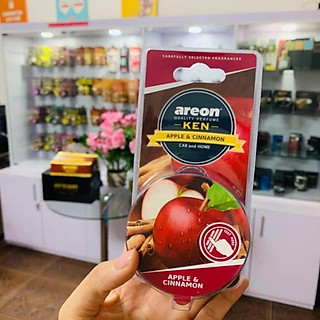 CAREFULLY SELECTED FRAGRANCES
areon
QUALITY PERFUME
KEN
APPLE & CINNAMON
CAR and HOME
APPLE &
CINNAMON